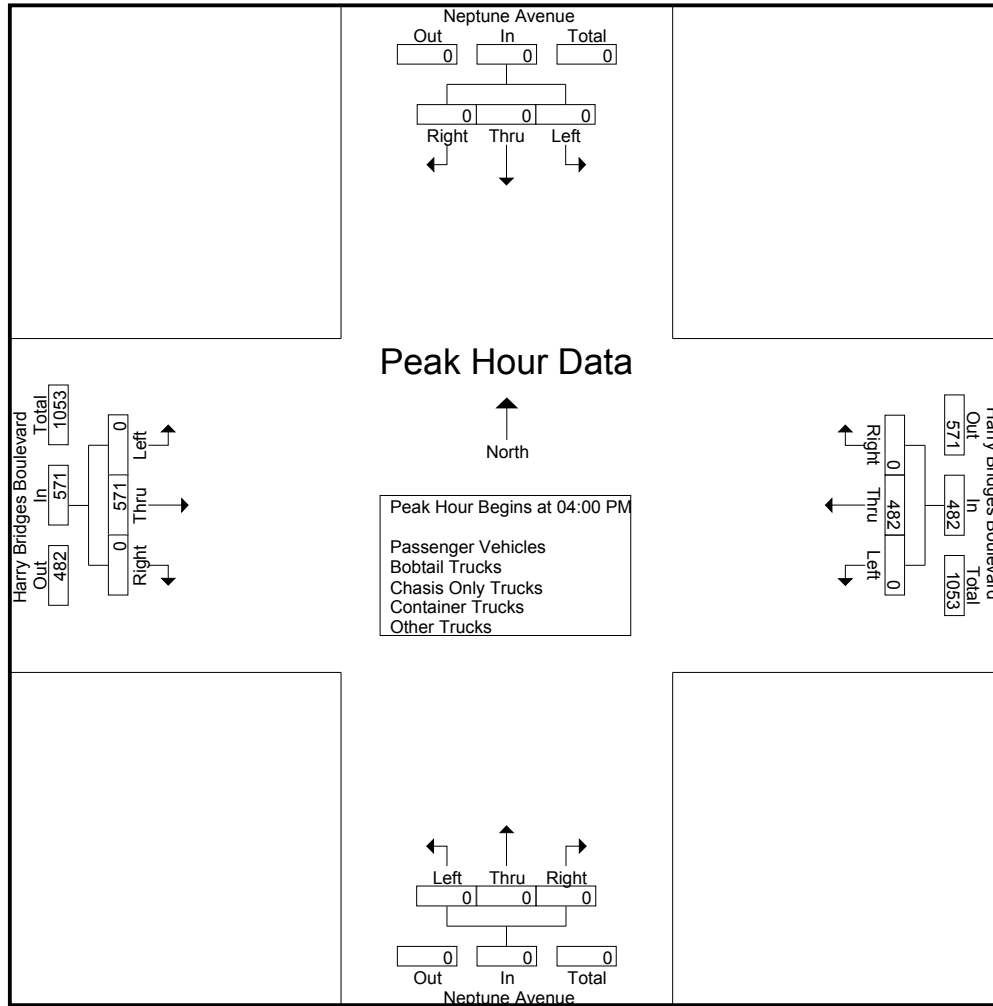 Neptune Avenue
Out In Total
0 0 0
0 0 0
Right Thru Left
Peak Hour Data
North
Peak Hour Begins at 04:00 PM
Passenger Vehicles
Bobtail Trucks
Chasis Only Trucks
Container Trucks
Other Trucks
Harry Bridges Boulevard
Out In Total
482 571 1053
Right Thru Left
0 571 0
Harry Bridges Boulevard
Out In Total
571 482 1053
Right Thru Left
0 482 0
Left Thru Right
0 0 0
0 0 0
Out In Total
Neptune Avenue